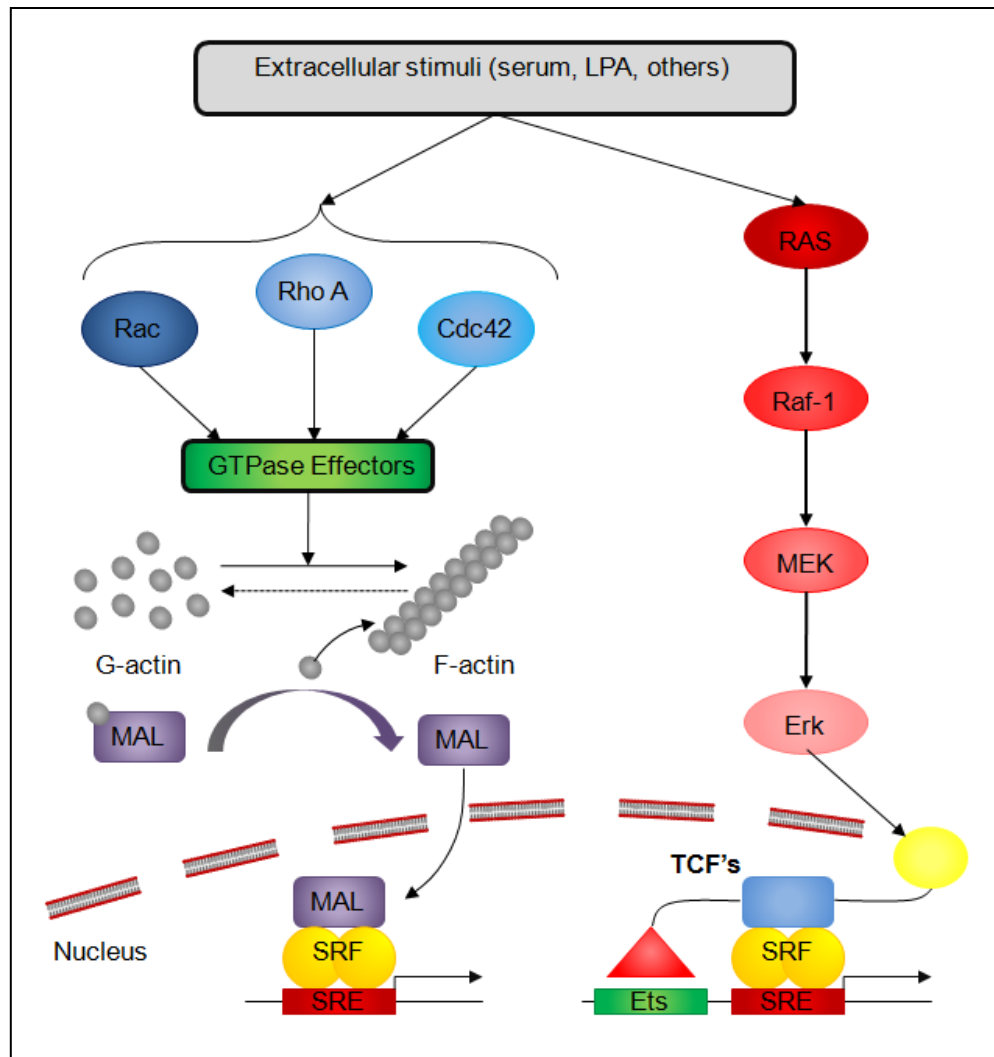 Extracellular stimuli (serum, LPA, others)
RAS
Rho A
Rac
Cdc42
Raf-1
GTPase Effectors
MEK
G-actin
F-actin
MAL
MAL
Erk
TCF's
MAL
Nucleus
SRF
SRF
SRE
Ets
SRE